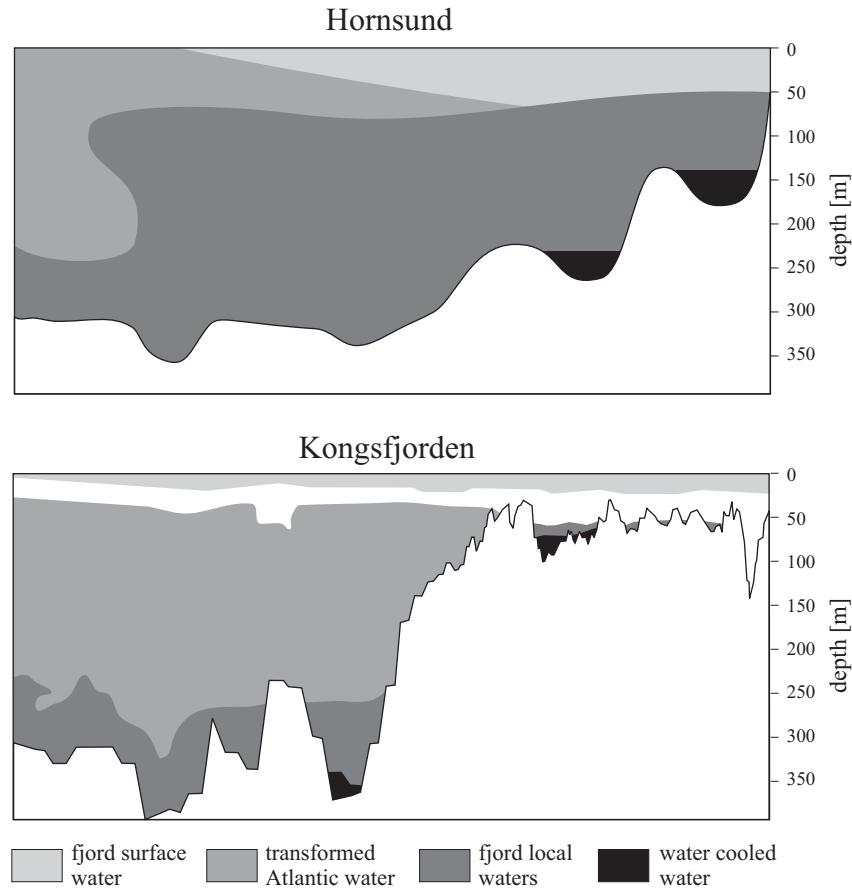 Hornsund
0
50
100
150
200
250
300
350
depth [m]
Kongsfjorden
0
50
100
150
200
250
300
350
depth [m]
fjord surface
water
transformed
Atlantic water
fjord local
waters
water cooled
water